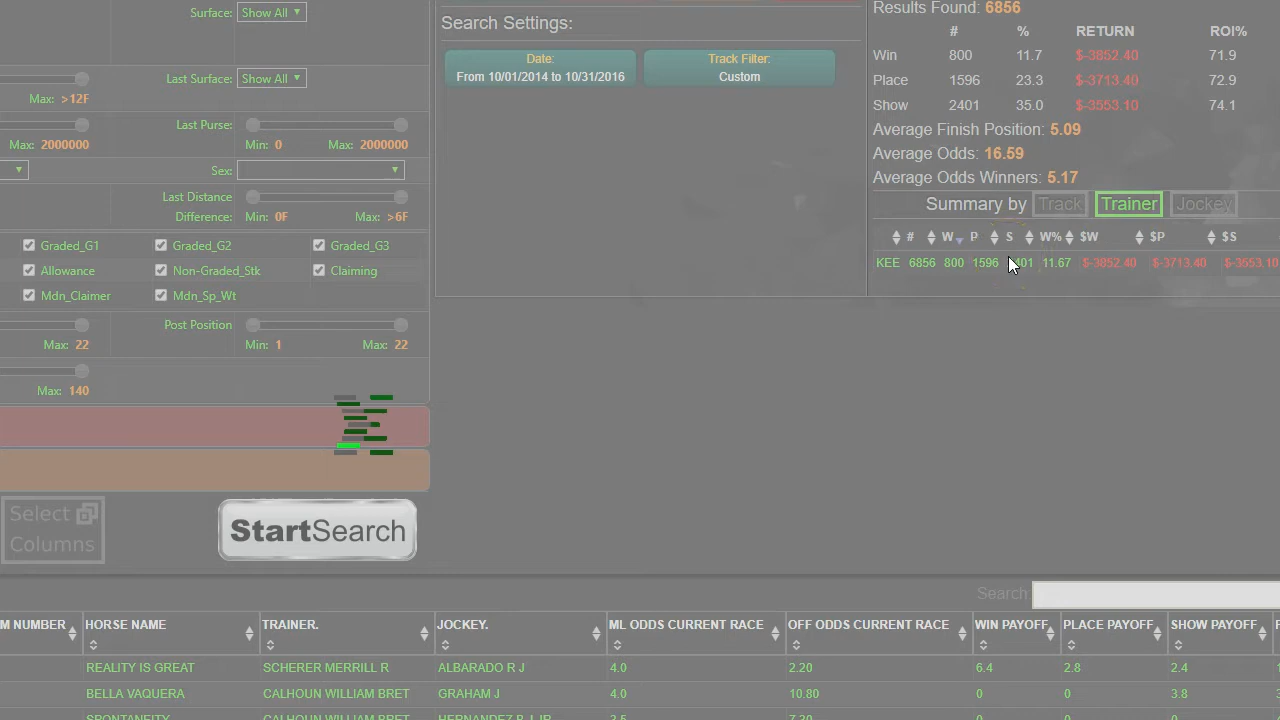 Surface: Show All
Last Surface: Show All
Max: >12F
Last Purse:
Max: 2000000 Min: 0 Max: 2000000
Sex:
Last Distance
Difference: Min: 0F Max: >6F
Graded_G1 Graded_G2 Graded_G3
Allowance Non-Graded_Stk Claiming
Mdn_Claimer Mdn_Sp_Wt
Post Position
Max: 22 Min: 1 Max: 22
Max: 140
Select
Columns
StartSearch
Search Settings:
Date: Track Filter:
From 10/01/2014 to 10/31/2016 Custom
Results Found: 6856
# % RETURN ROI%
Win 800 11.7 $-3852.40 71.9
Place 1596 23.3 $-3713.40 72.9
Show 2401 35.0 $-3553.10 74.1
Average Finish Position: 5.09
Average Odds: 16.59
Average Odds Winners: 5.17
Summary by Track Trainer Jockey
# W P S W% $W $P $S
KEE 6856 800 1596 11.67 $-3852.40 $-3713.40 $-3553.10
Search:
M NUMBER HORSE NAME TRAINER. JOCKEY. ML ODDS CURRENT RACE OFF ODDS CURRENT RACE WIN PAYOFF PLACE PAYOFF SHOW PAYOFF
REALITY IS GREAT SCHERER MERRILL R ALBARADO R J 4.0 2.20 6.4 2.8 2.4
BELLA VAQUERA CALHOUN WILLIAM BRET GRAHAM J 4.0 10.80 0 0 3.8
SPONTANEITY CALHOUN WILLIAM BRET HERNANDEZ B J JR